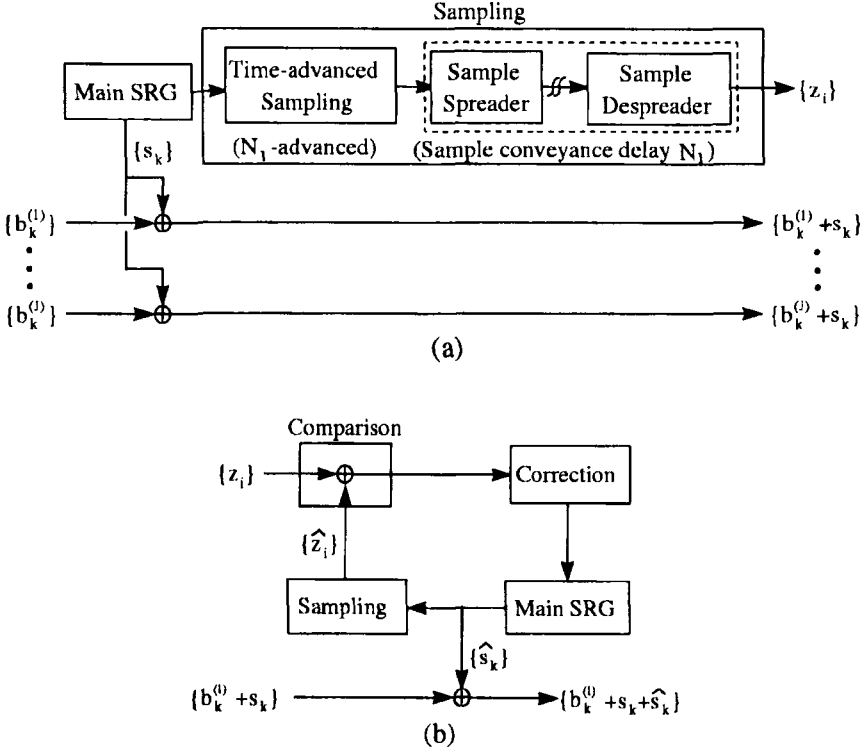 Sampling
Main SRG
Time-advanced
Sampling
Sample
Spreader
Sample
Despreader
{z_i}
(N_1-advanced)
(Sample conveyance delay N_1)
{s_k}
{b_k^(1)}
{b_k^(1) +s_k}
{b_k^(J)}
{b_k^(J) +s_k}
(a)
Comparison
{z_i}
Correction
{ẑ_i}
Sampling
Main SRG
{ŝ_k}
{b_k^(i) +s_k}
{b_k^(i) +s_k+ŝ_k}
(b)